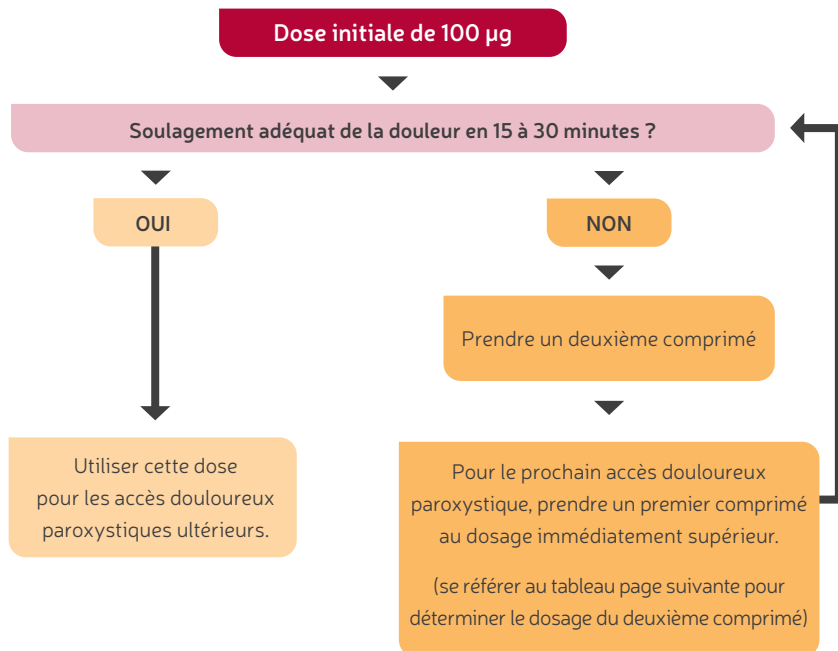 Dose initiale de 100 µg
Soulagement adéquat de la douleur en 15 à 30 minutes ?
OUI
NON
Prendre un deuxième comprimé
Utiliser cette dose
pour les accès douloureux
paroxystiques ultérieurs.
Pour le prochain accès douloureux
paroxystique, prendre un premier comprimé
au dosage immédiatement supérieur.
(se référer au tableau page suivante pour
déterminer le dosage du deuxième comprimé)